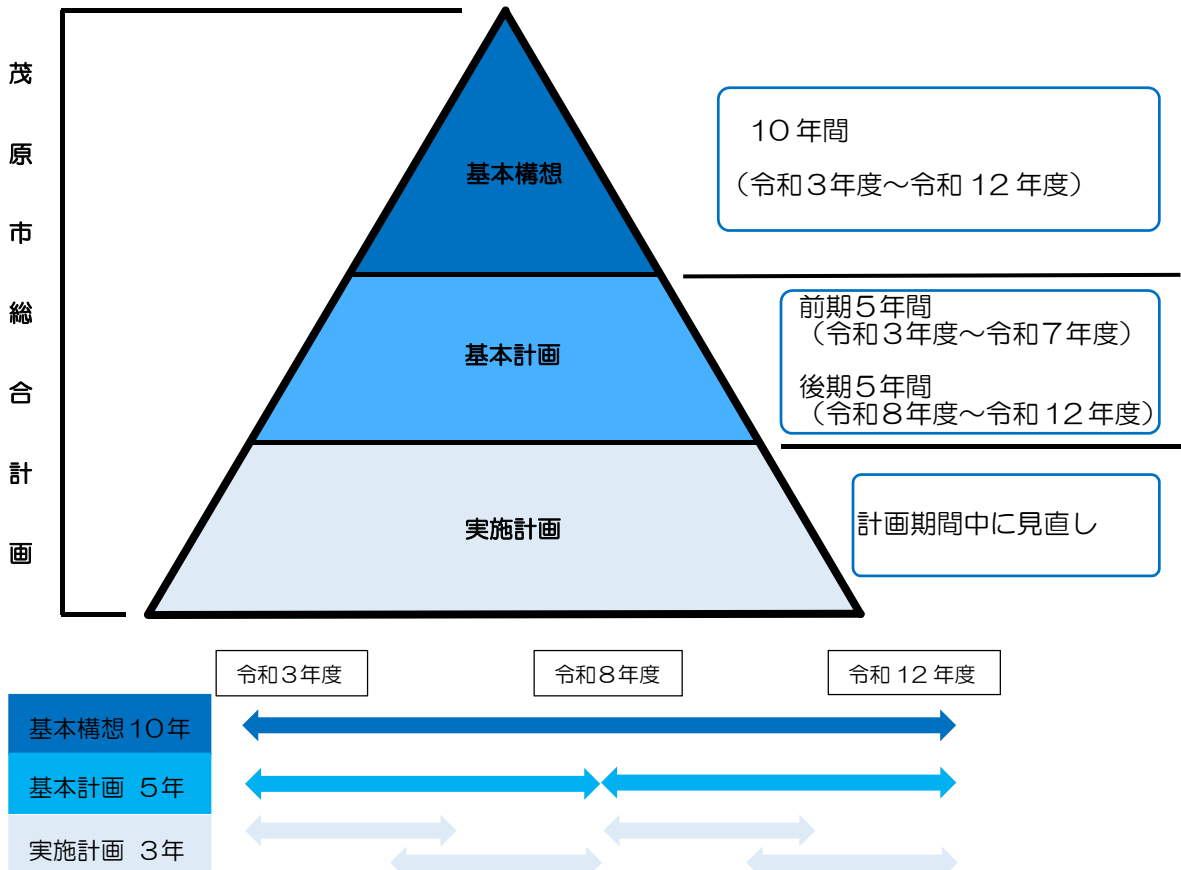 茂原市総合計画
基本構想
10年間
（令和３年度～令和12年度）
基本計画
前期５年間
（令和３年度～令和７年度）
後期５年間
（令和８年度～令和12年度）
実施計画
計画期間中に見直し
令和３年度
令和８年度
令和12年度
基本構想10年
基本計画 ５年
実施計画 ３年